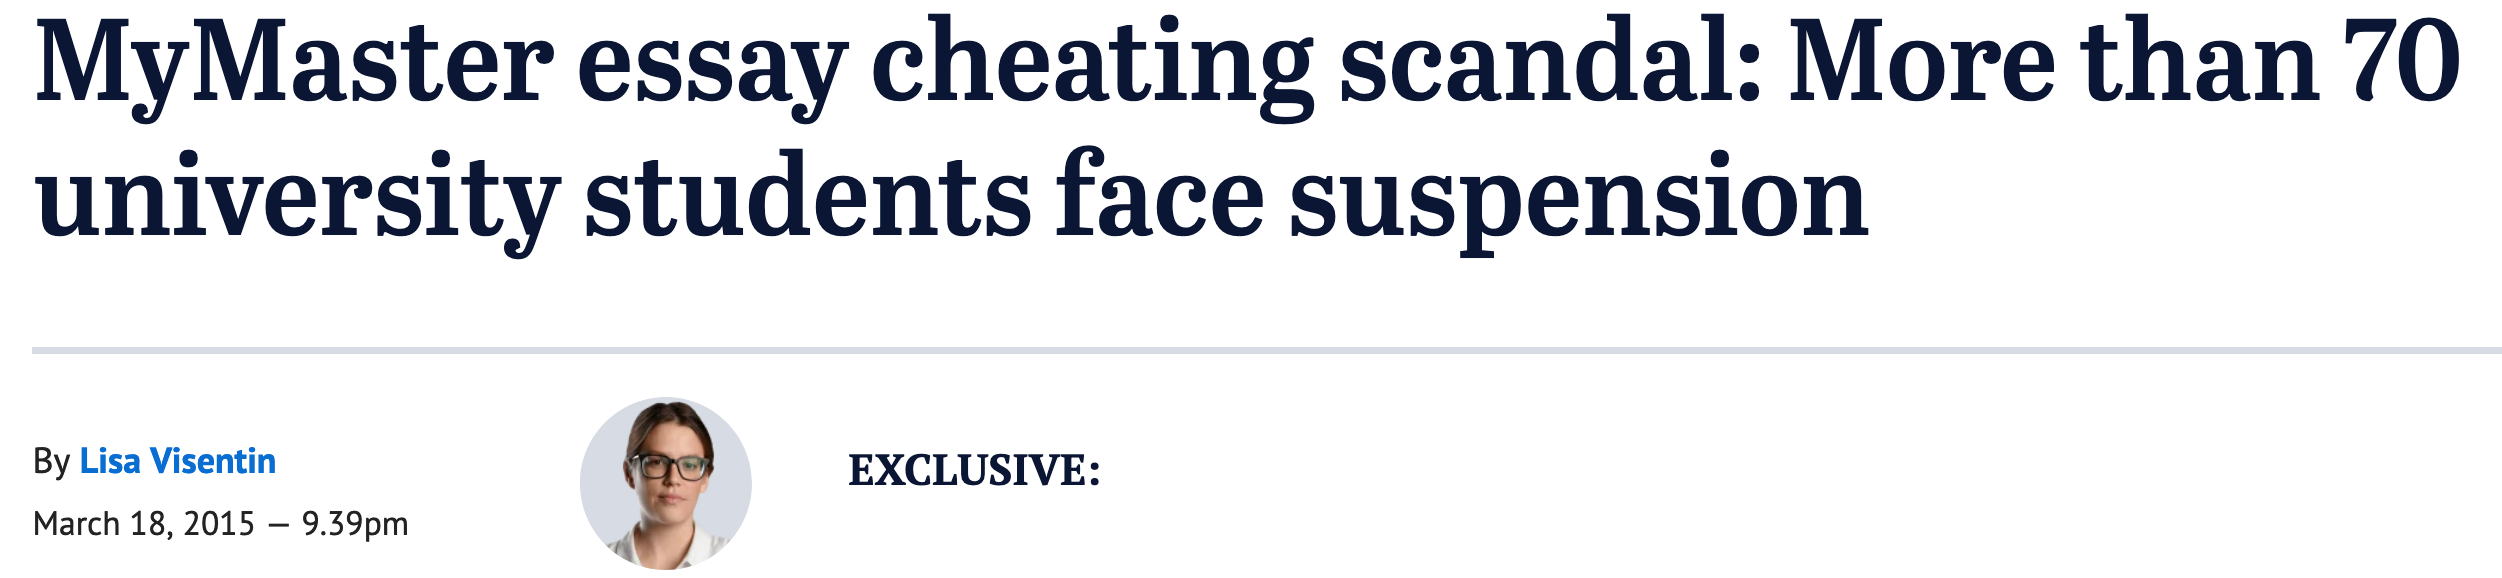 MyMaster essay cheating scandal: More than 70
university students face suspension
By Lisa Visentin
March 18, 2015 — 9.39pm
EXCLUSIVE: